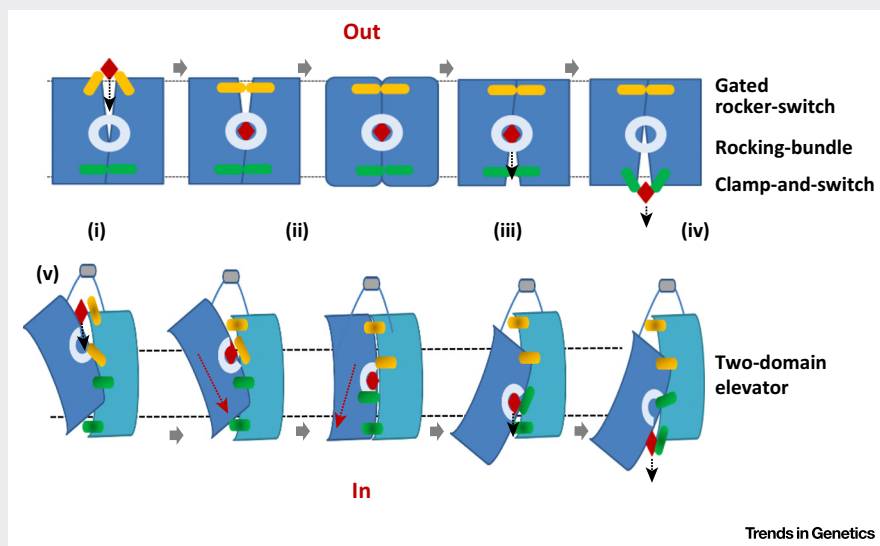 Out
Gated
rocker-switch
Rocking-bundle
Clamp-and-switch
(i)
(ii)
(iii)
(iv)
(v)
Two-domain
elevator
In
Trends in Genetics